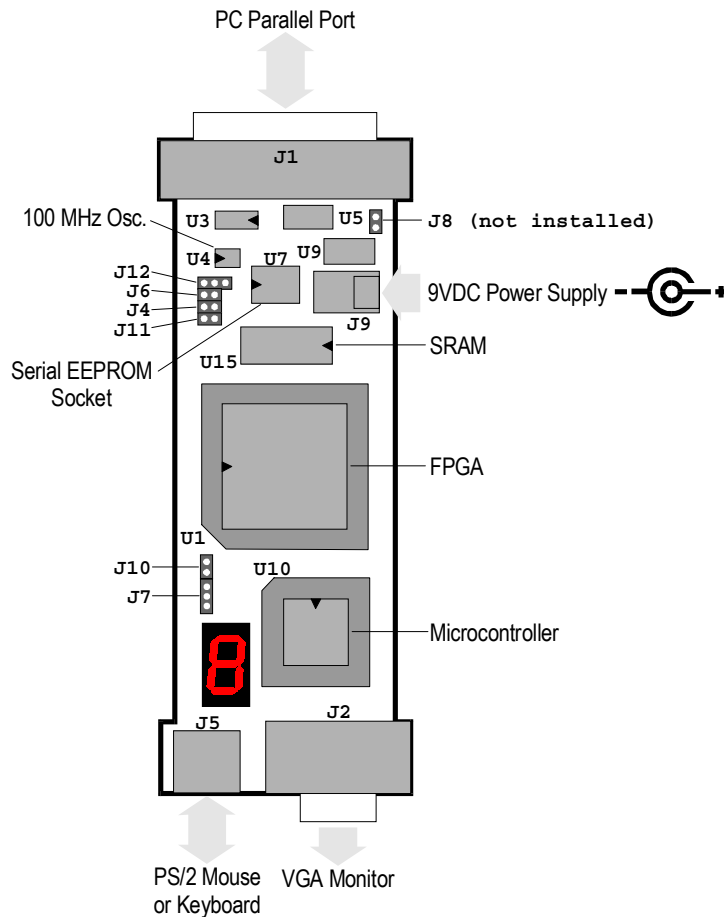 PC Parallel Port
J1
U3
U5
J8 (not installed)
100 MHz Osc.
U4
U7
U9
J12
J6
J4
J11
9VDC Power Supply
- +
J9
U15
SRAM
Serial EEPROM
Socket
FPGA
U1
J10
U10
J7
Microcontroller
8
J5
J2
PS/2 Mouse
or Keyboard
VGA Monitor